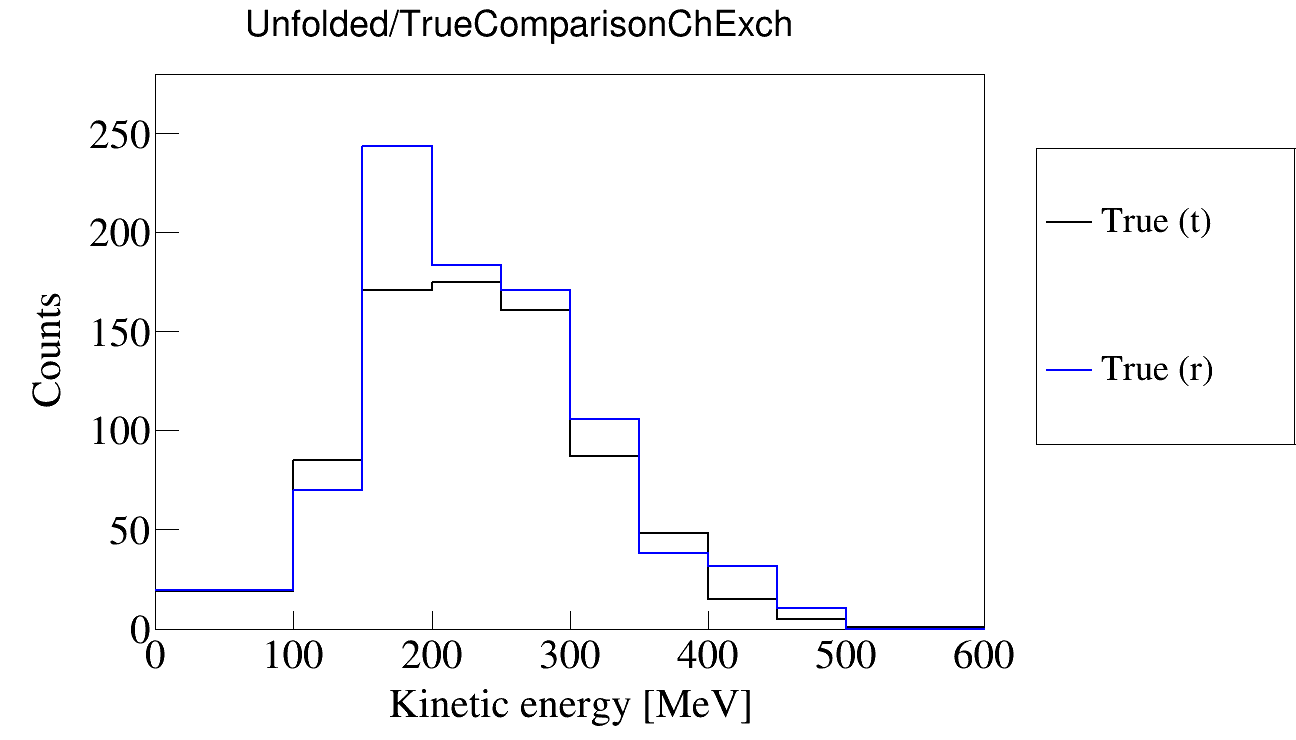 Unfolded/TrueComparisonChExch
250
200
150
100
50
0
Counts
0 100 200 300 400 500 600
Kinetic energy [MeV]
True (t)
True (r)